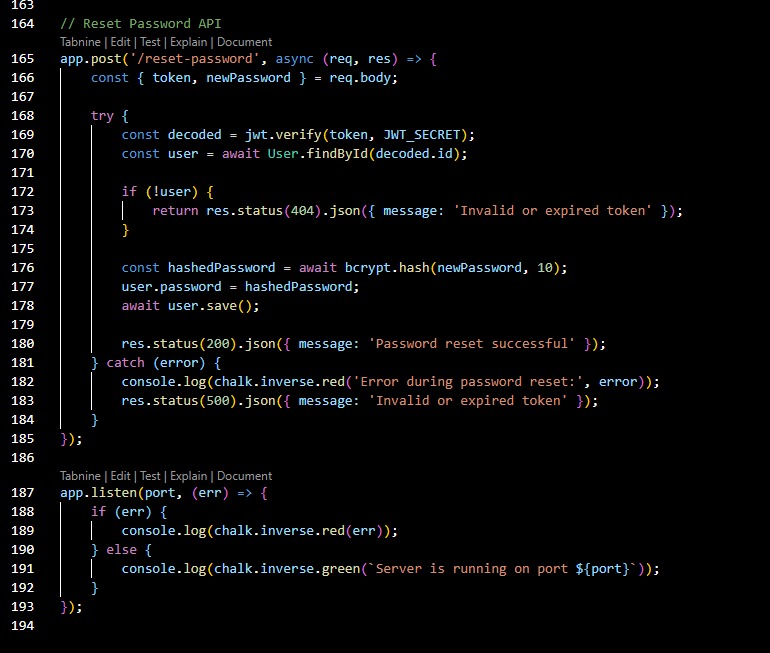 163
164 // Reset Password API
Tabnine | Edit | Test | Explain | Document
165 app.post('/reset-password', async (req, res) => {
166     const { token, newPassword } = req.body;
167
168     try {
169         const decoded = jwt.verify(token, JWT_SECRET);
170         const user = await User.findById(decoded.id);
171
172         if (!user) {
173             return res.status(404).json({ message: 'Invalid or expired token' });
174         }
175
176         const hashedPassword = await bcrypt.hash(newPassword, 10);
177         user.password = hashedPassword;
178         await user.save();
179
180         res.status(200).json({ message: 'Password reset successful' });
181     } catch (error) {
182         console.log(chalk.inverse.red('Error during password reset:', error));
183         res.status(500).json({ message: 'Invalid or expired token' });
184     }
185 });
186
Tabnine | Edit | Test | Explain | Document
187 app.listen(port, (err) => {
188     if (err) {
189         console.log(chalk.inverse.red(err));
190     } else {
191         console.log(chalk.inverse.green(`Server is running on port ${port}`));
192     }
193 });
194